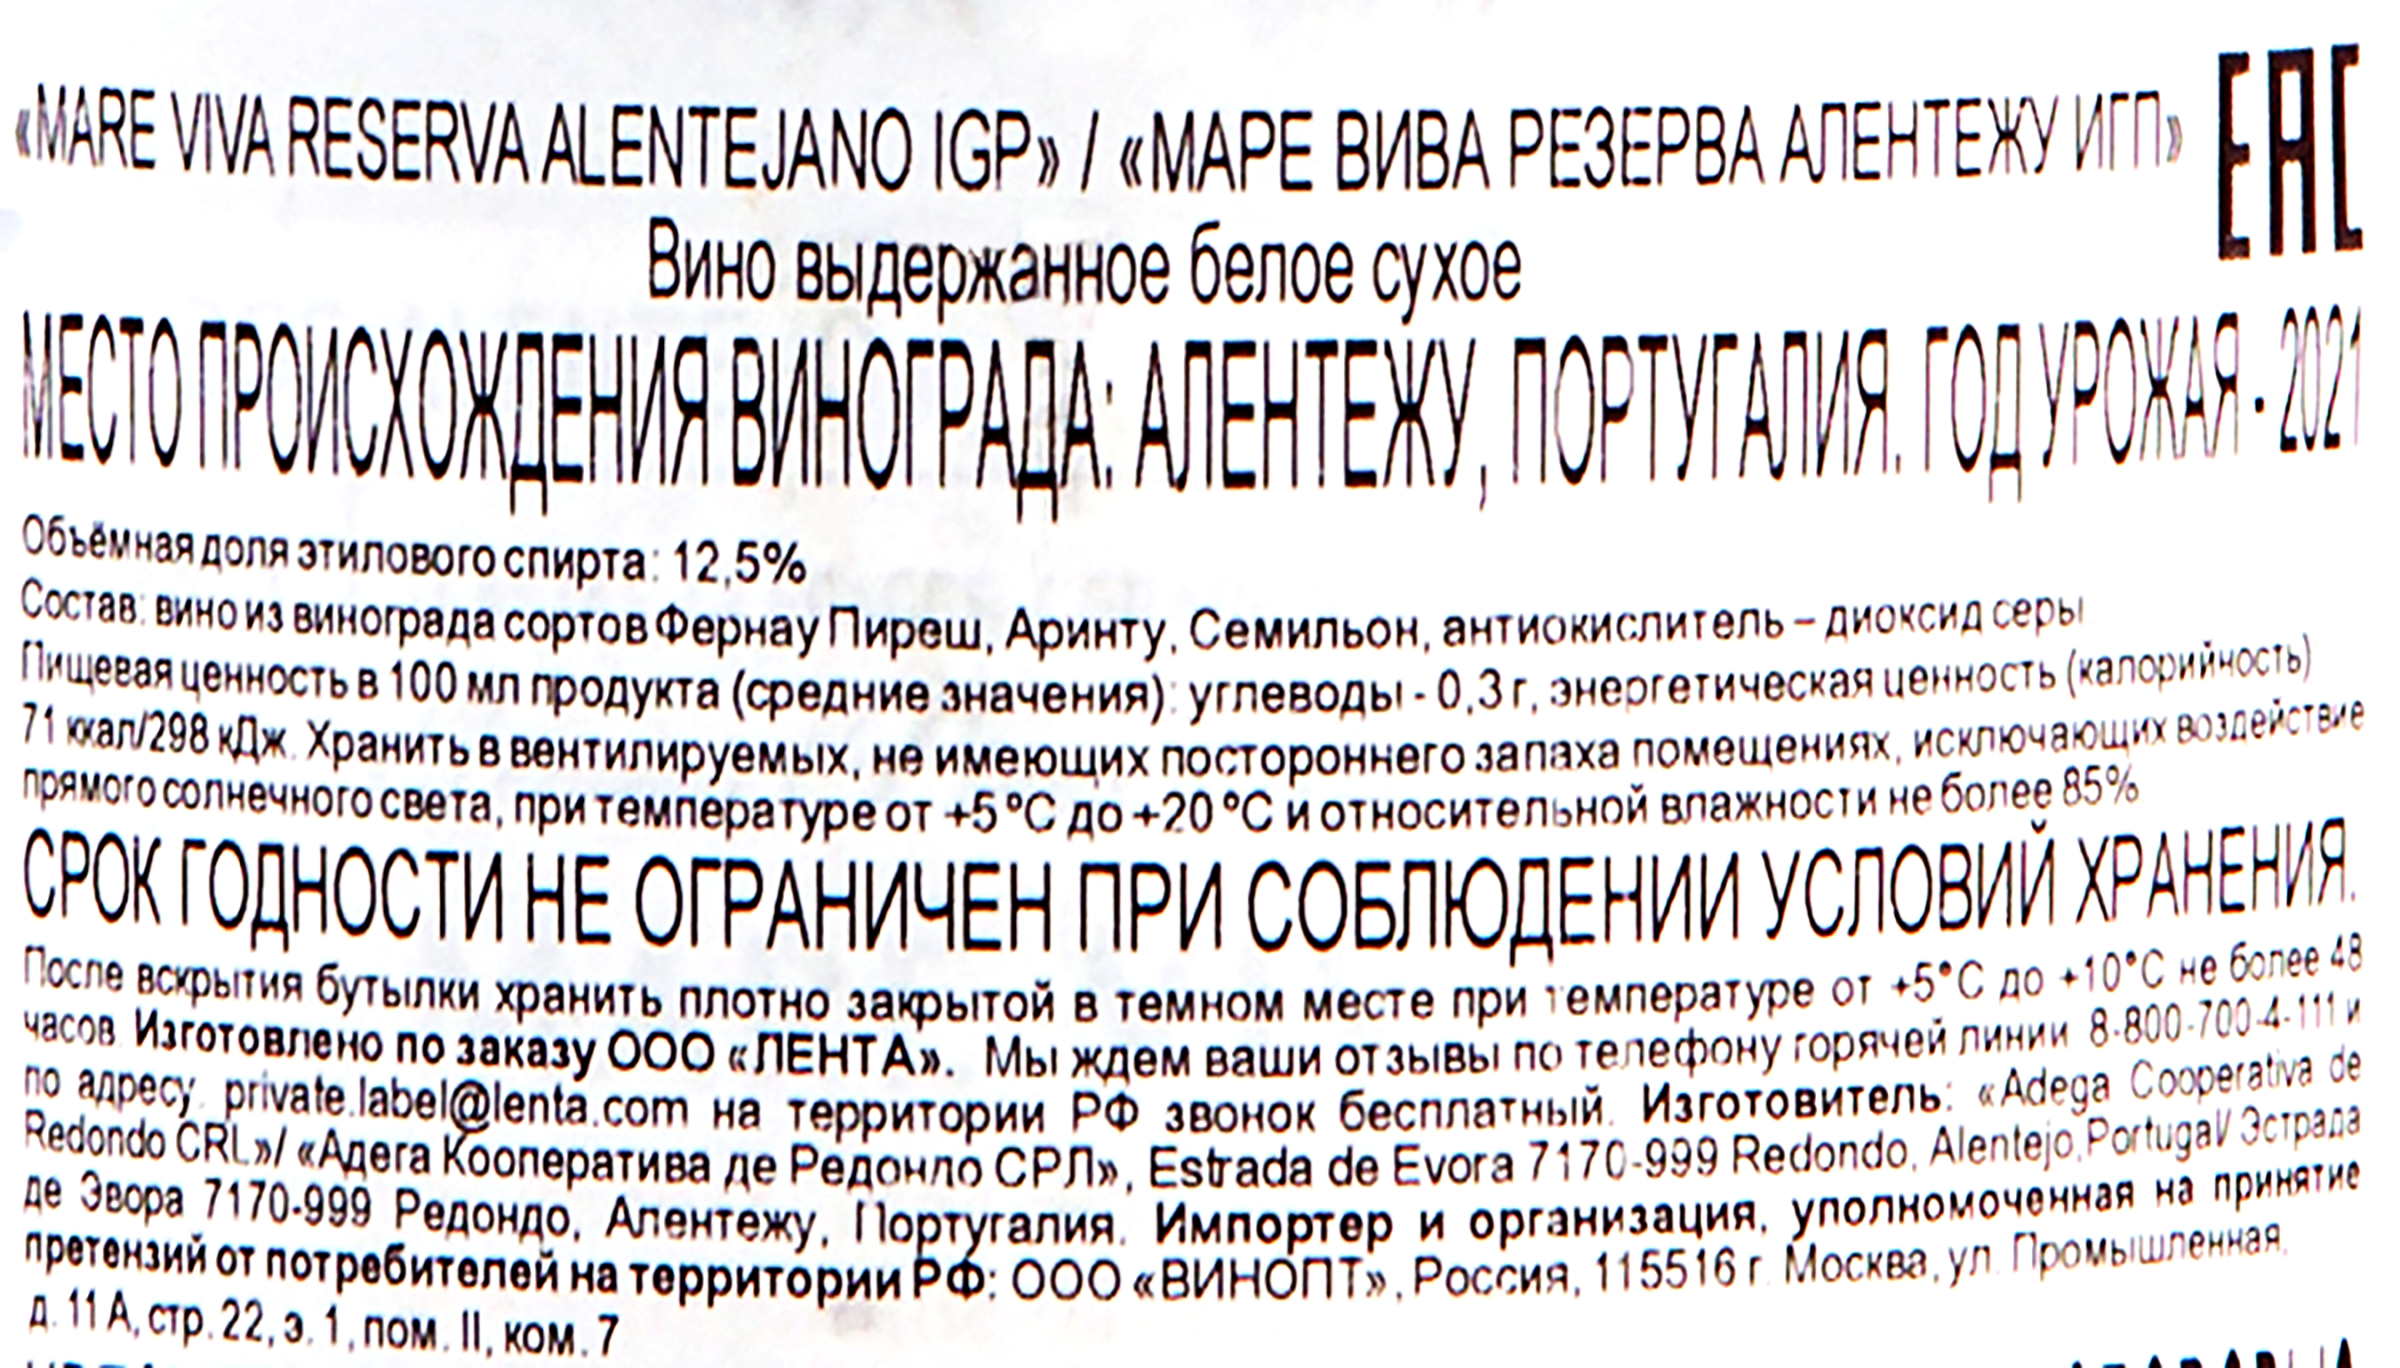 «MARE VIVA RESERVA ALENTEJANO IGP» / «МАРЕ ВИВА РЕЗЕРВА АЛЕНТЕЖУ ИГП» ЕАС
Вино выдержанное белое сухое
МЕСТО ПРОИСХОЖДЕНИЯ ВИНОГРАДА: АЛЕНТЕЖУ, ПОРТУГАЛИЯ. ГОД УРОЖАЯ - 2021
Объёмная доля этилового спирта: 12,5%
Состав: вино из винограда сортов Фернау Пиреш, Аринту, Семильон, антиокислитель – диоксид серы
Пищевая ценность в 100 мл продукта (средние значения): углеводы - 0,3 г, энергетическая ценность (калорийность)
71 ккал/298 кДж. Хранить в вентилируемых, не имеющих постороннего запаха помещениях, исключающих воздействие
прямого солнечного света, при температуре от +5 °С до +20 °С и относительной влажности не более 85%
СРОК ГОДНОСТИ НЕ ОГРАНИЧЕН ПРИ СОБЛЮДЕНИИ УСЛОВИЙ ХРАНЕНИЯ.
После вскрытия бутылки хранить плотно закрытой в темном месте при температуре от +5°С до +10°С не более 48
часов. Изготовлено по заказу ООО «ЛЕНТА». Мы ждем ваши отзывы по телефону горячей линии 8-800-700-4-111 и
по адресу: private.label@lenta.com на территории РФ звонок бесплатный. Изготовитель: «Adega Cooperativa de
Redondo CRL»/ «Адега Кооператива де Редондо СРЛ», Estrada de Evora 7170-999 Redondo, Alentejo,Portugal/ Эстрада
де Эвора 7170-999 Редондо, Алентежу, Португалия. Импортер и организация, уполномоченная на принятие
претензий от потребителей на территории РФ: ООО «ВИНОПТ», Россия, 115516 г. Москва, ул. Промышленная,
д. 11 А, стр. 22, э. 1, пом. II, ком. 7